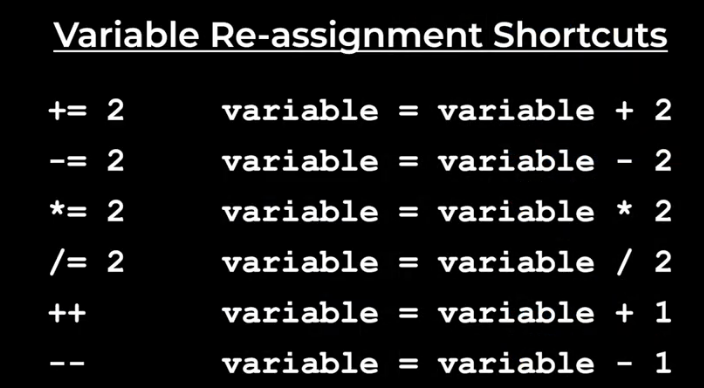 Variable Re-assignment Shortcuts
+= 2 variable = variable + 2
-= 2 variable = variable - 2
*= 2 variable = variable * 2
/= 2 variable = variable / 2
++ variable = variable + 1
-- variable = variable - 1